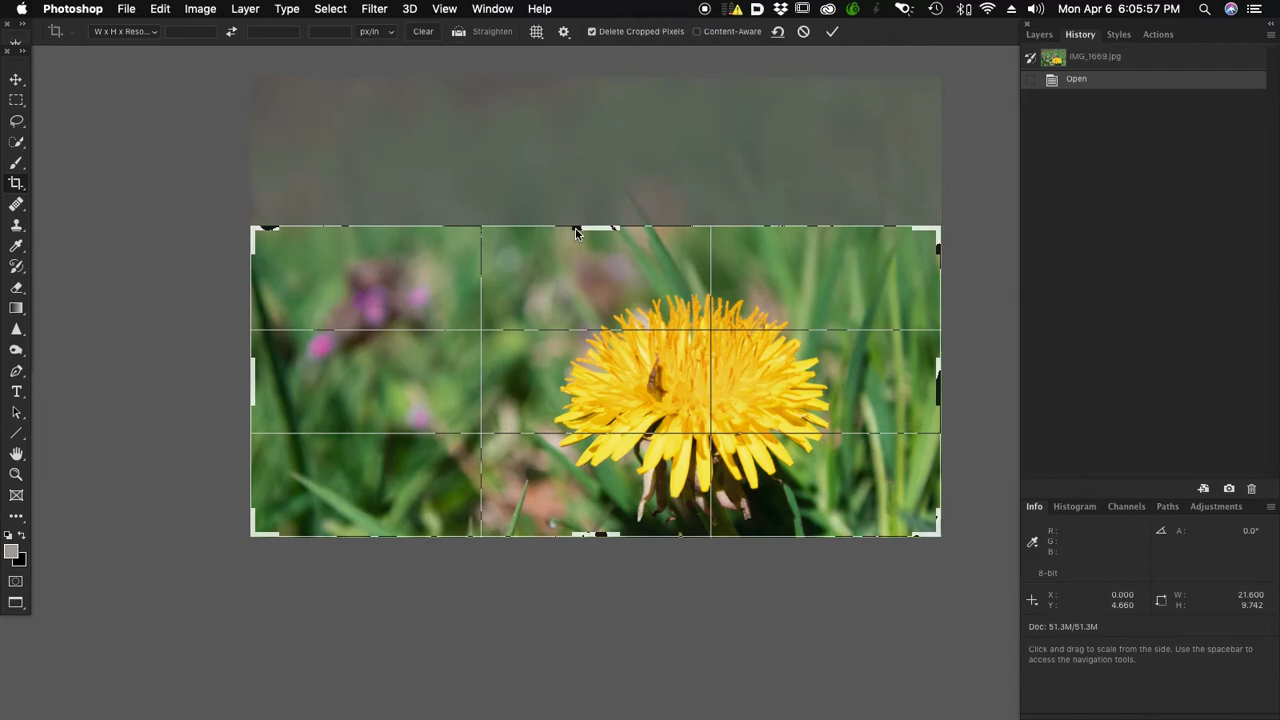 Photoshop File Edit Image Layer Type Select Filter 3D View Window Help Mon Apr 6 6:05:57 PM
W x H x Reso... px/in Clear Straighten Delete Cropped Pixels Content-Aware
Layers History Styles Actions
IMG_1669.jpg
Open
Info Histogram Channels Paths Adjustments
R: A: 0.0°
G:
B:
8-bit
X: 0.000 W: 21.600
Y: 4.660 H: 9.742
Doc: 51.3M/51.3M
Click and drag to scale from the side. Use the spacebar to
access the navigation tools.